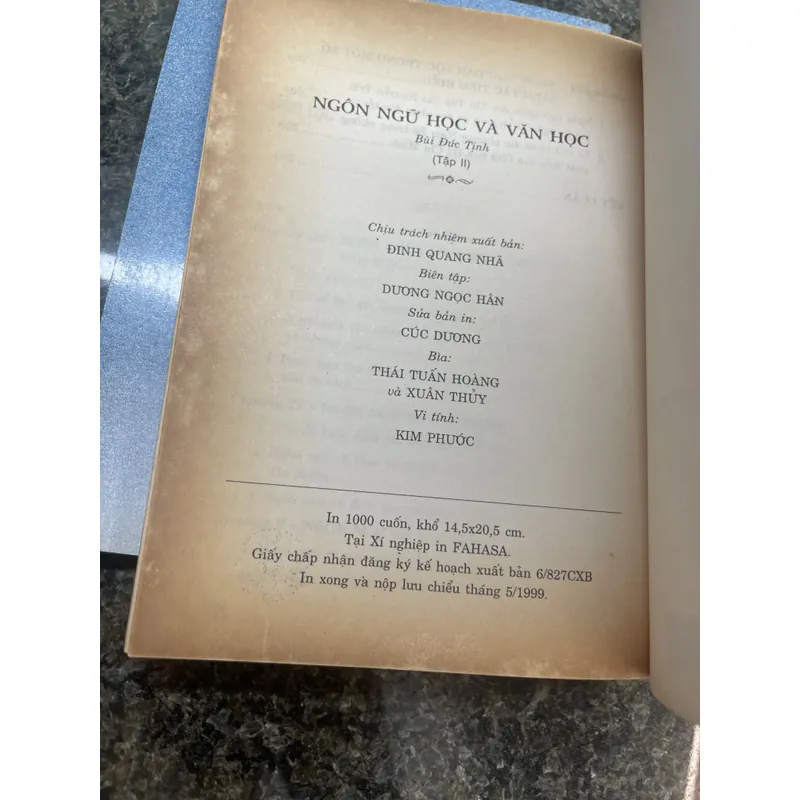 NGÔN NGỮ HỌC VÀ VĂN HỌC
Bùi Đức Tịnh
(Tập II)
Chịu trách nhiệm xuất bản:
ĐINH QUANG NHÃ
Biên tập:
DƯƠNG NGỌC HÂN
Sửa bản in:
CÚC DƯƠNG
Bìa:
THÁI TUẤN HOÀNG
và XUÂN THỦY
Vi tính:
KIM PHƯỚC
In 1000 cuốn, khổ 14,5x20,5 cm.
Tại Xí nghiệp in FAHASA.
Giấy chấp nhận đăng ký kế hoạch xuất bản 6/827CXB
In xong và nộp lưu chiểu tháng 5/1999.